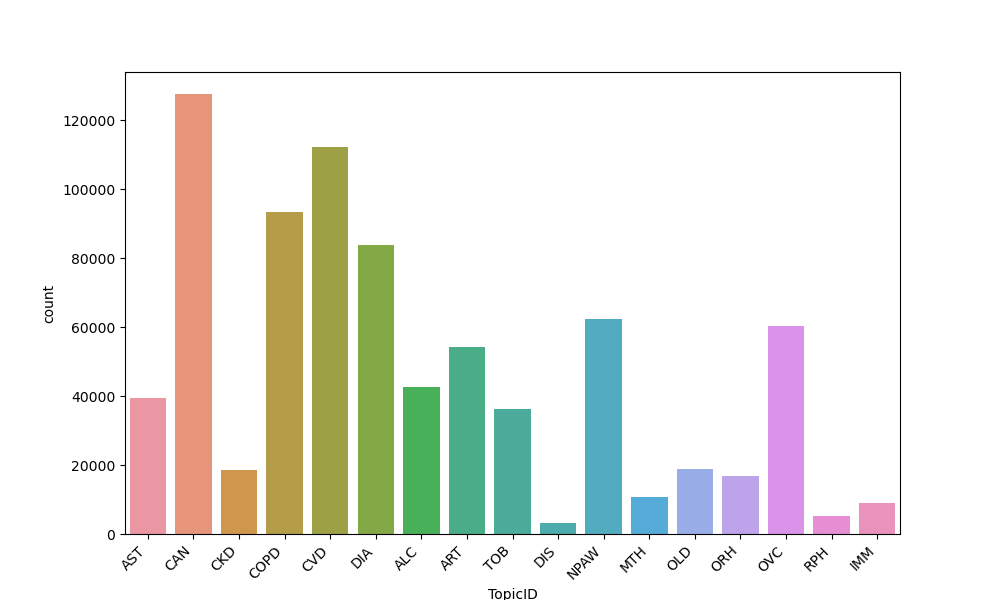 120000
100000
80000
60000
40000
20000
0
count
AST CAN CKD COPD CVD DIA ALC ART TOB DIS NPAW MTH OLD ORH OVC RPH IMM
TopicID